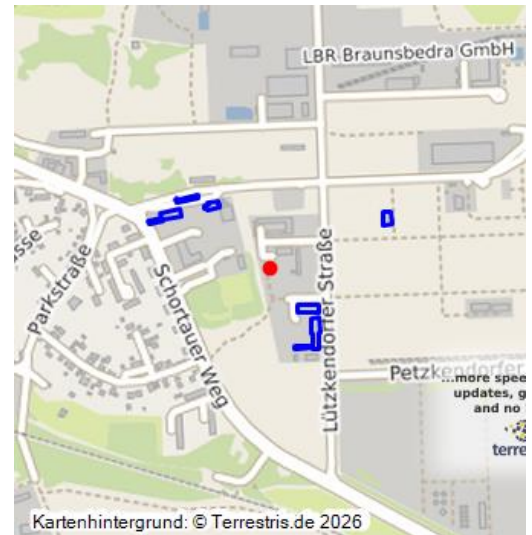 LBR Braunsbedra GmbH
asse
Parkstraße
Schortauer Weg
Lützkendorfer Straße
Petzkendorfer
...more spee
updates, g
and no
terre
Kartenhintergrund: © Terrestris.de 2026